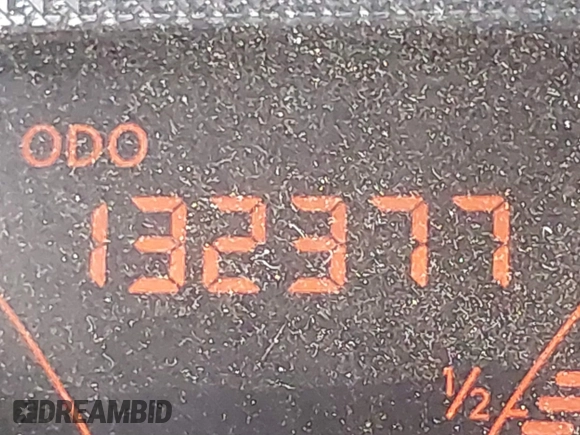 ODO
132377
1/2
DREAMBID